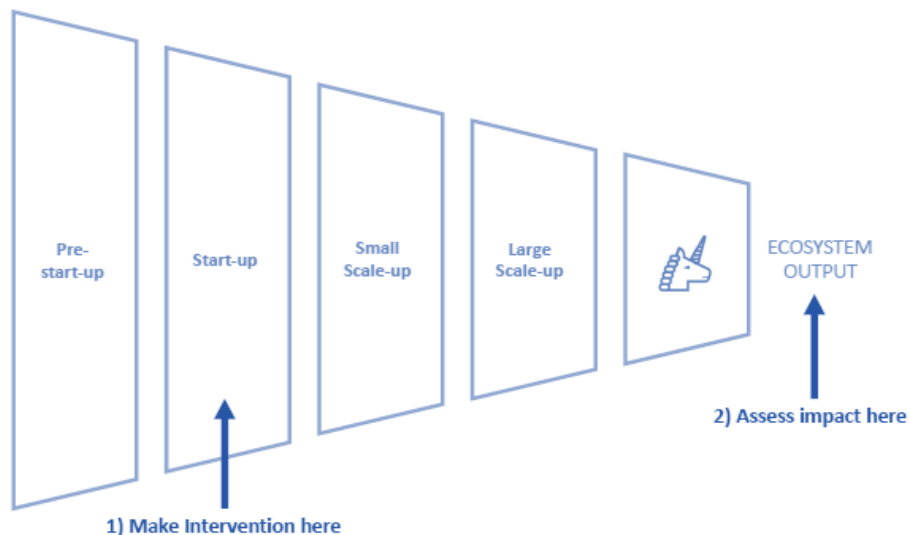 Pre-
start-up
Start-up
Small
Scale-up
Large
Scale-up
ECOSYSTEM
OUTPUT
2) Assess impact here
1) Make Intervention here